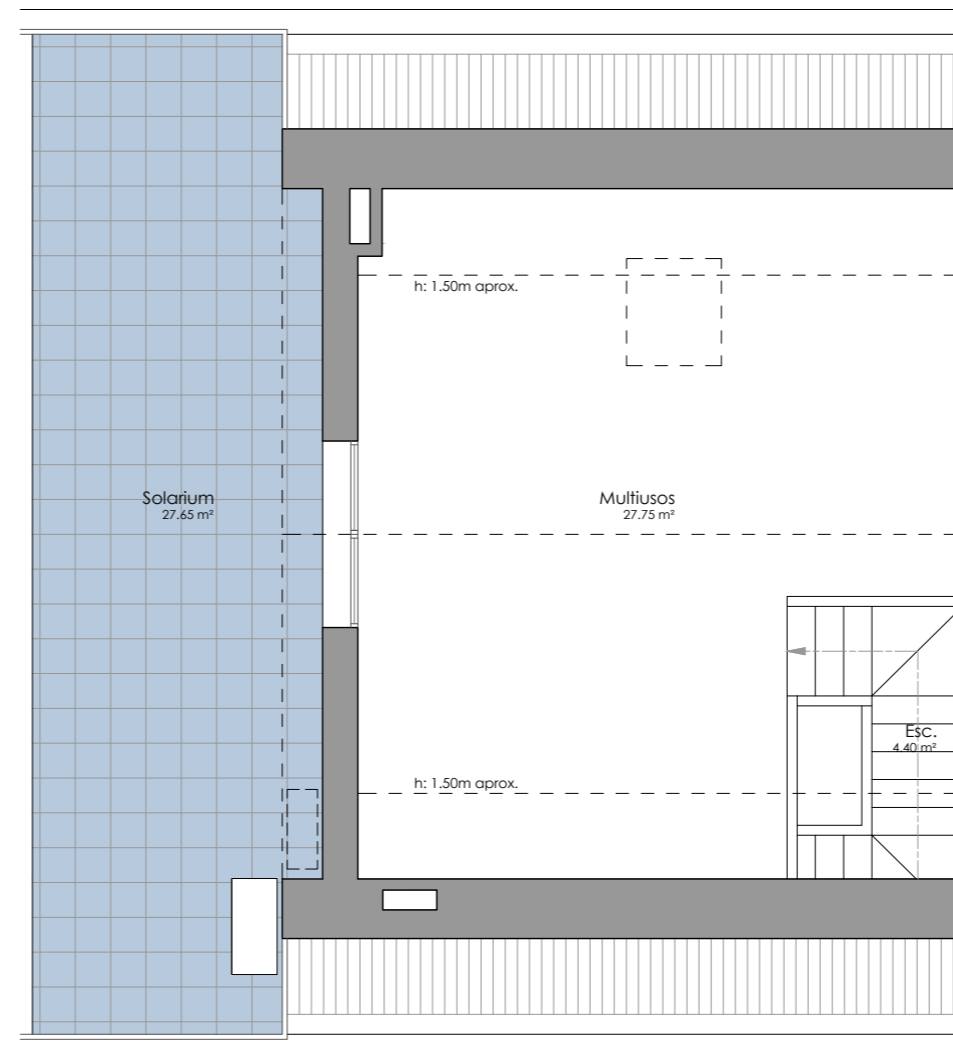 h: 1.50m aprox.
Solarium
27.65 m²
Multiusos
27.75 m²
Esc.
4.40 m²
h: 1.50m aprox.